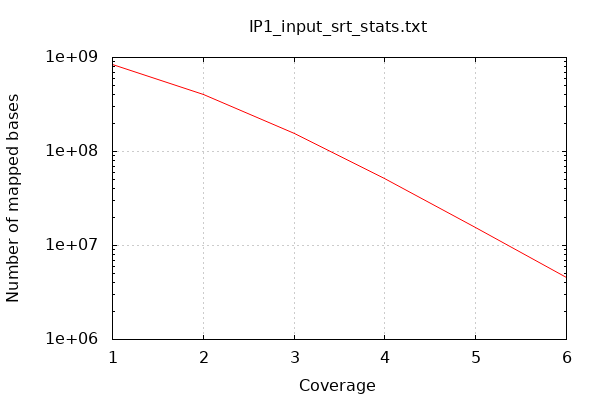 IP1_input_srt_stats.txt
Number of mapped bases
1e+09
1e+08
1e+07
1e+06
1 2 3 4 5 6
Coverage